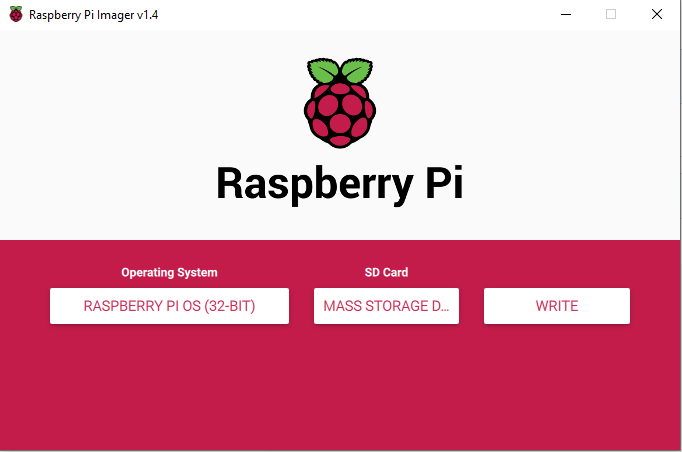 Raspberry Pi Imager v1.4
Raspberry Pi
Operating System
SD Card
RASPBERRY PI OS (32-BIT)
MASS STORAGE D...
WRITE